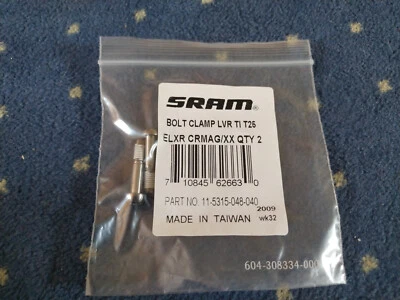 SRAM
BOLT CLAMP LVR TI T25
ELXR CRMAG/XX QTY 2
7 10845 62663 0
PART NO. 11-5315-048-040
2009
MADE IN TAIWAN wk32
604-308334-000